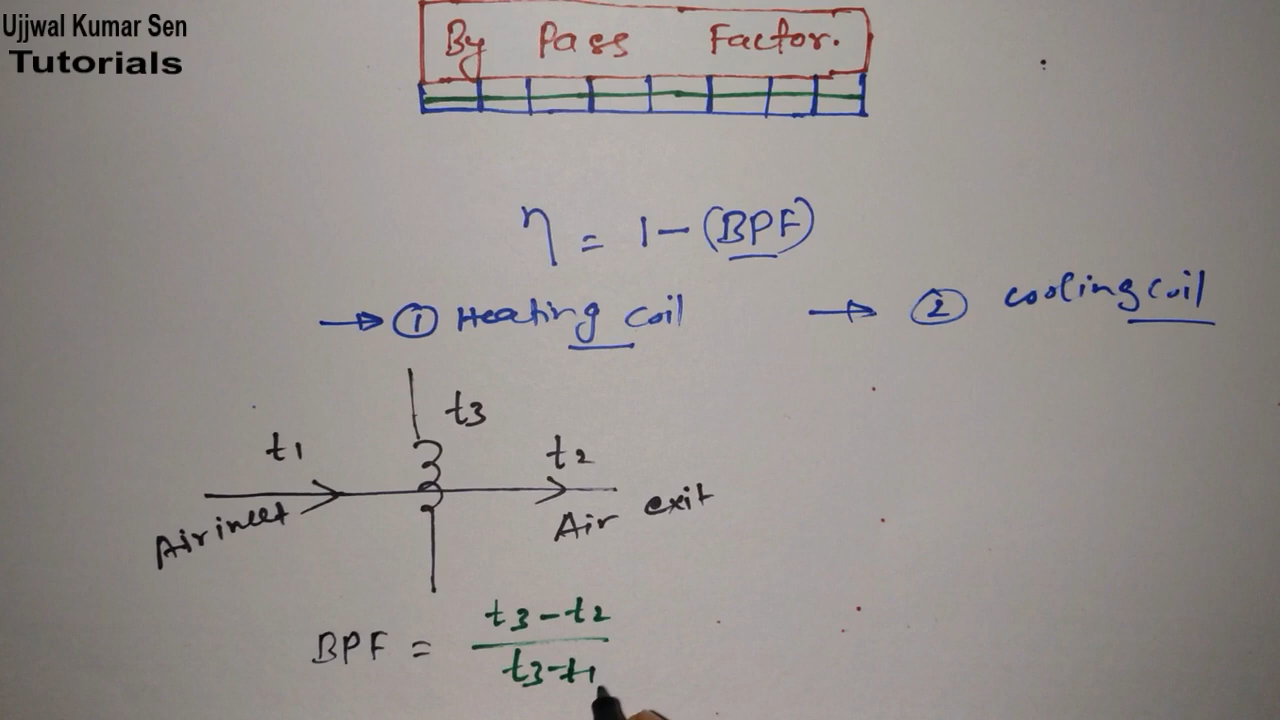 Ujjwal Kumar Sen
Tutorials
By Pass Factor.
η = 1 - (BPF)
→ ① Heating coil
→ ② cooling coil
t3
t1
t2
Air inlet
Air exit
BPF = t3 - t2
t3 - t1